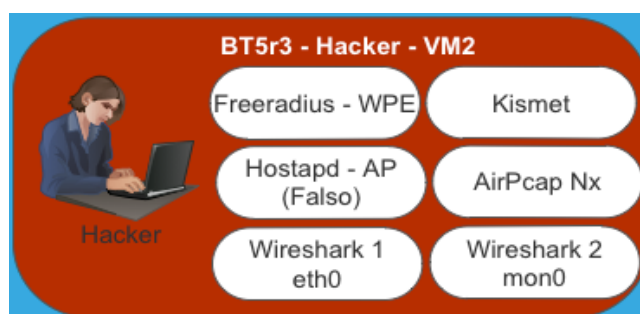 BT5r3 - Hacker - VM2
Freeradius - WPE
Kismet
Hostapd - AP
(Falso)
AirPcap Nx
Hacker
Wireshark 1
eth0
Wireshark 2
mon0